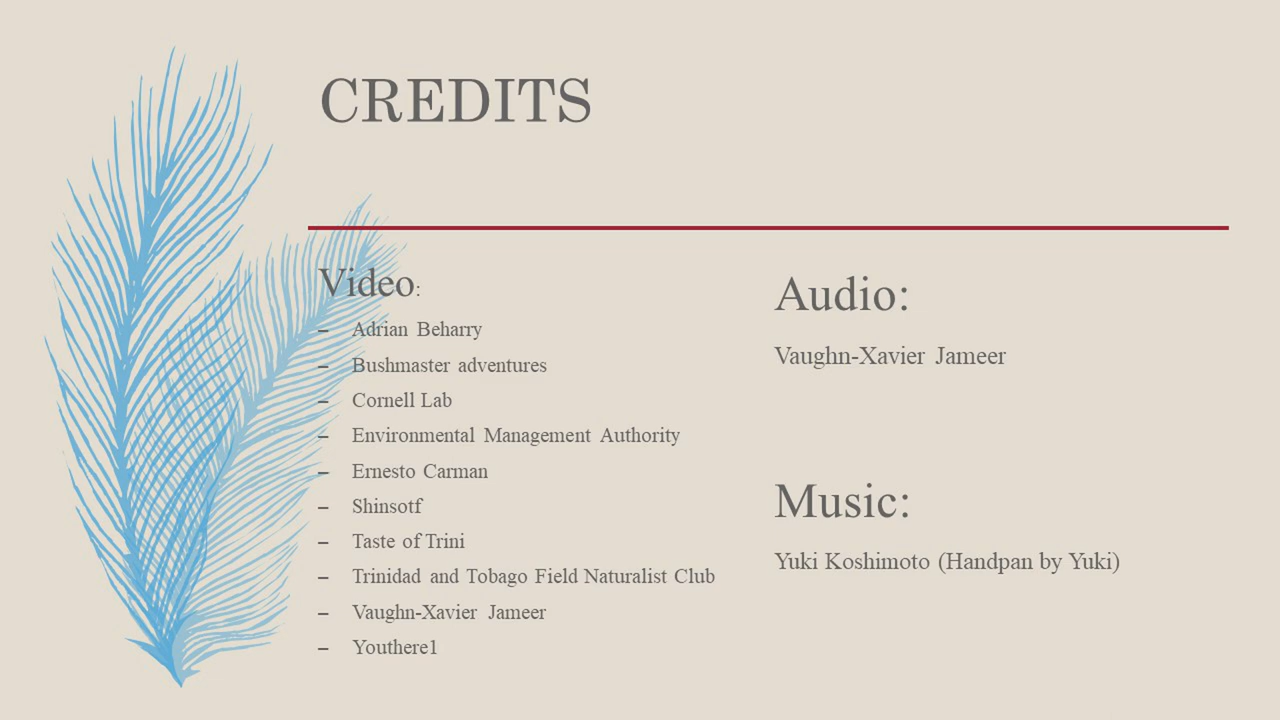 CREDITS
Video:
– Adrian Beharry
– Bushmaster adventures
– Cornell Lab
– Environmental Management Authority
– Ernesto Carman
– Shinsotf
– Taste of Trini
– Trinidad and Tobago Field Naturalist Club
– Vaughn-Xavier Jameer
– Youthere1
Audio:
Vaughn-Xavier Jameer
Music:
Yuki Koshimoto (Handpan by Yuki)